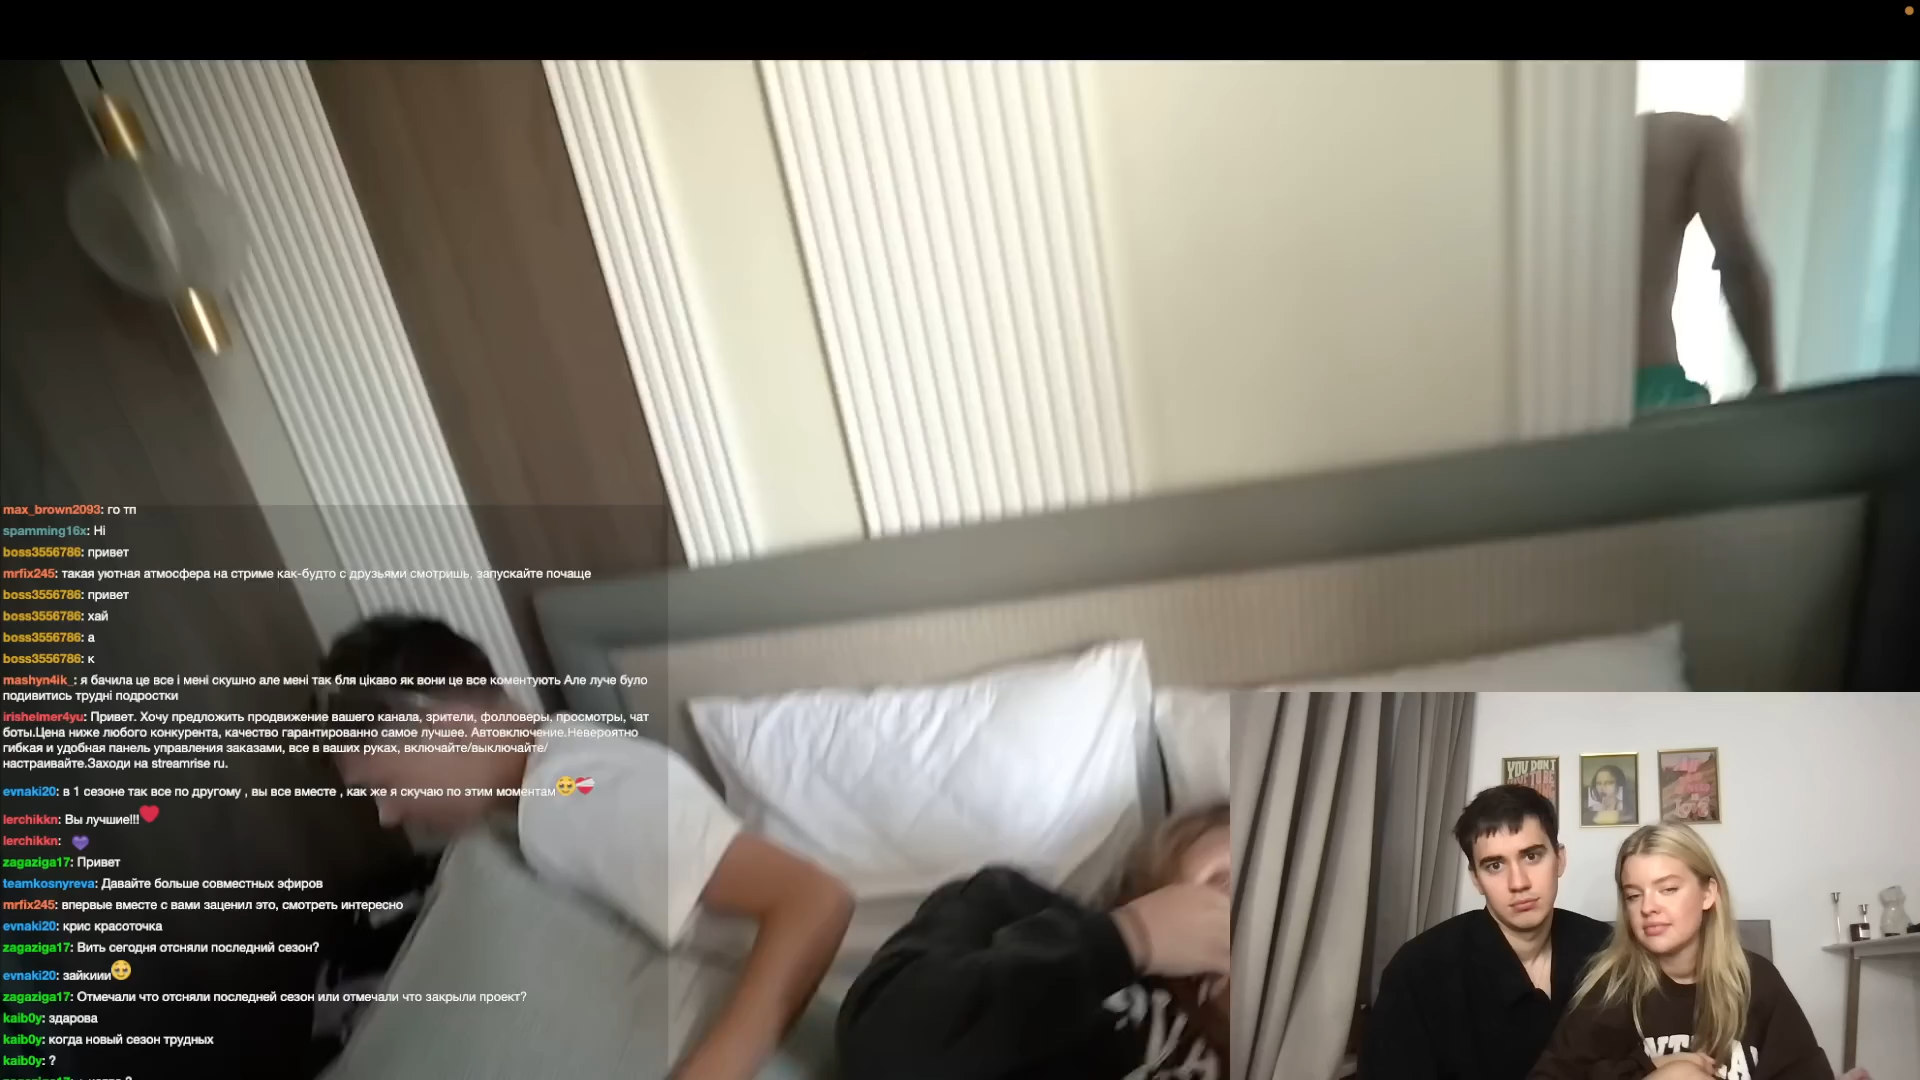 max_brown2093: го тп
spamming16x: Hi
boss3556786: привет
mrfix245: такая уютная атмосфера на стриме как-будто с друзьями смотришь, запускайте почаще
boss3556786: привет
boss3556786: хай
boss3556786: а
boss3556786: к
mashyn4ik_: я бачила це все і мені скушно але мені так бля цікаво як вони це все коментують Але луче було
подивитись трудні подростки
irisheimer4yu: Привет. Хочу предложить продвижение вашего канала, зрители, фолловеры, просмотры, чат
боты.Цена ниже любого конкурента, качество гарантированно самое лучшее. Автовключение.Невероятно
гибкая и удобная панель управления заказами, все в ваших руках, включайте/выключайте/
настраивайте.Заходи на streamrise ru.
evnaki20: в 1 сезоне так все по другому , вы все вместе , как же я скучаю по этим моментам🥹❤️‍🩹
lerchikkn: Вы лучшие!!!❤️
lerchikkn: 💜
zagaziga17: Привет
teamkosnyreva: Давайте больше совместных эфиров
mrfix245: впервые вместе с вами заценил это, смотреть интересно
evnaki20: крис красоточка
zagaziga17: Вить сегодня отсняли последний сезон?
evnaki20: зайкиии🥹
zagaziga17: Отмечали что отсняли последней сезон или отмечали что закрыли проект?
kaib0y: здарова
kaib0y: когда новый сезон трудных
kaib0y: ?
YOU DON'T